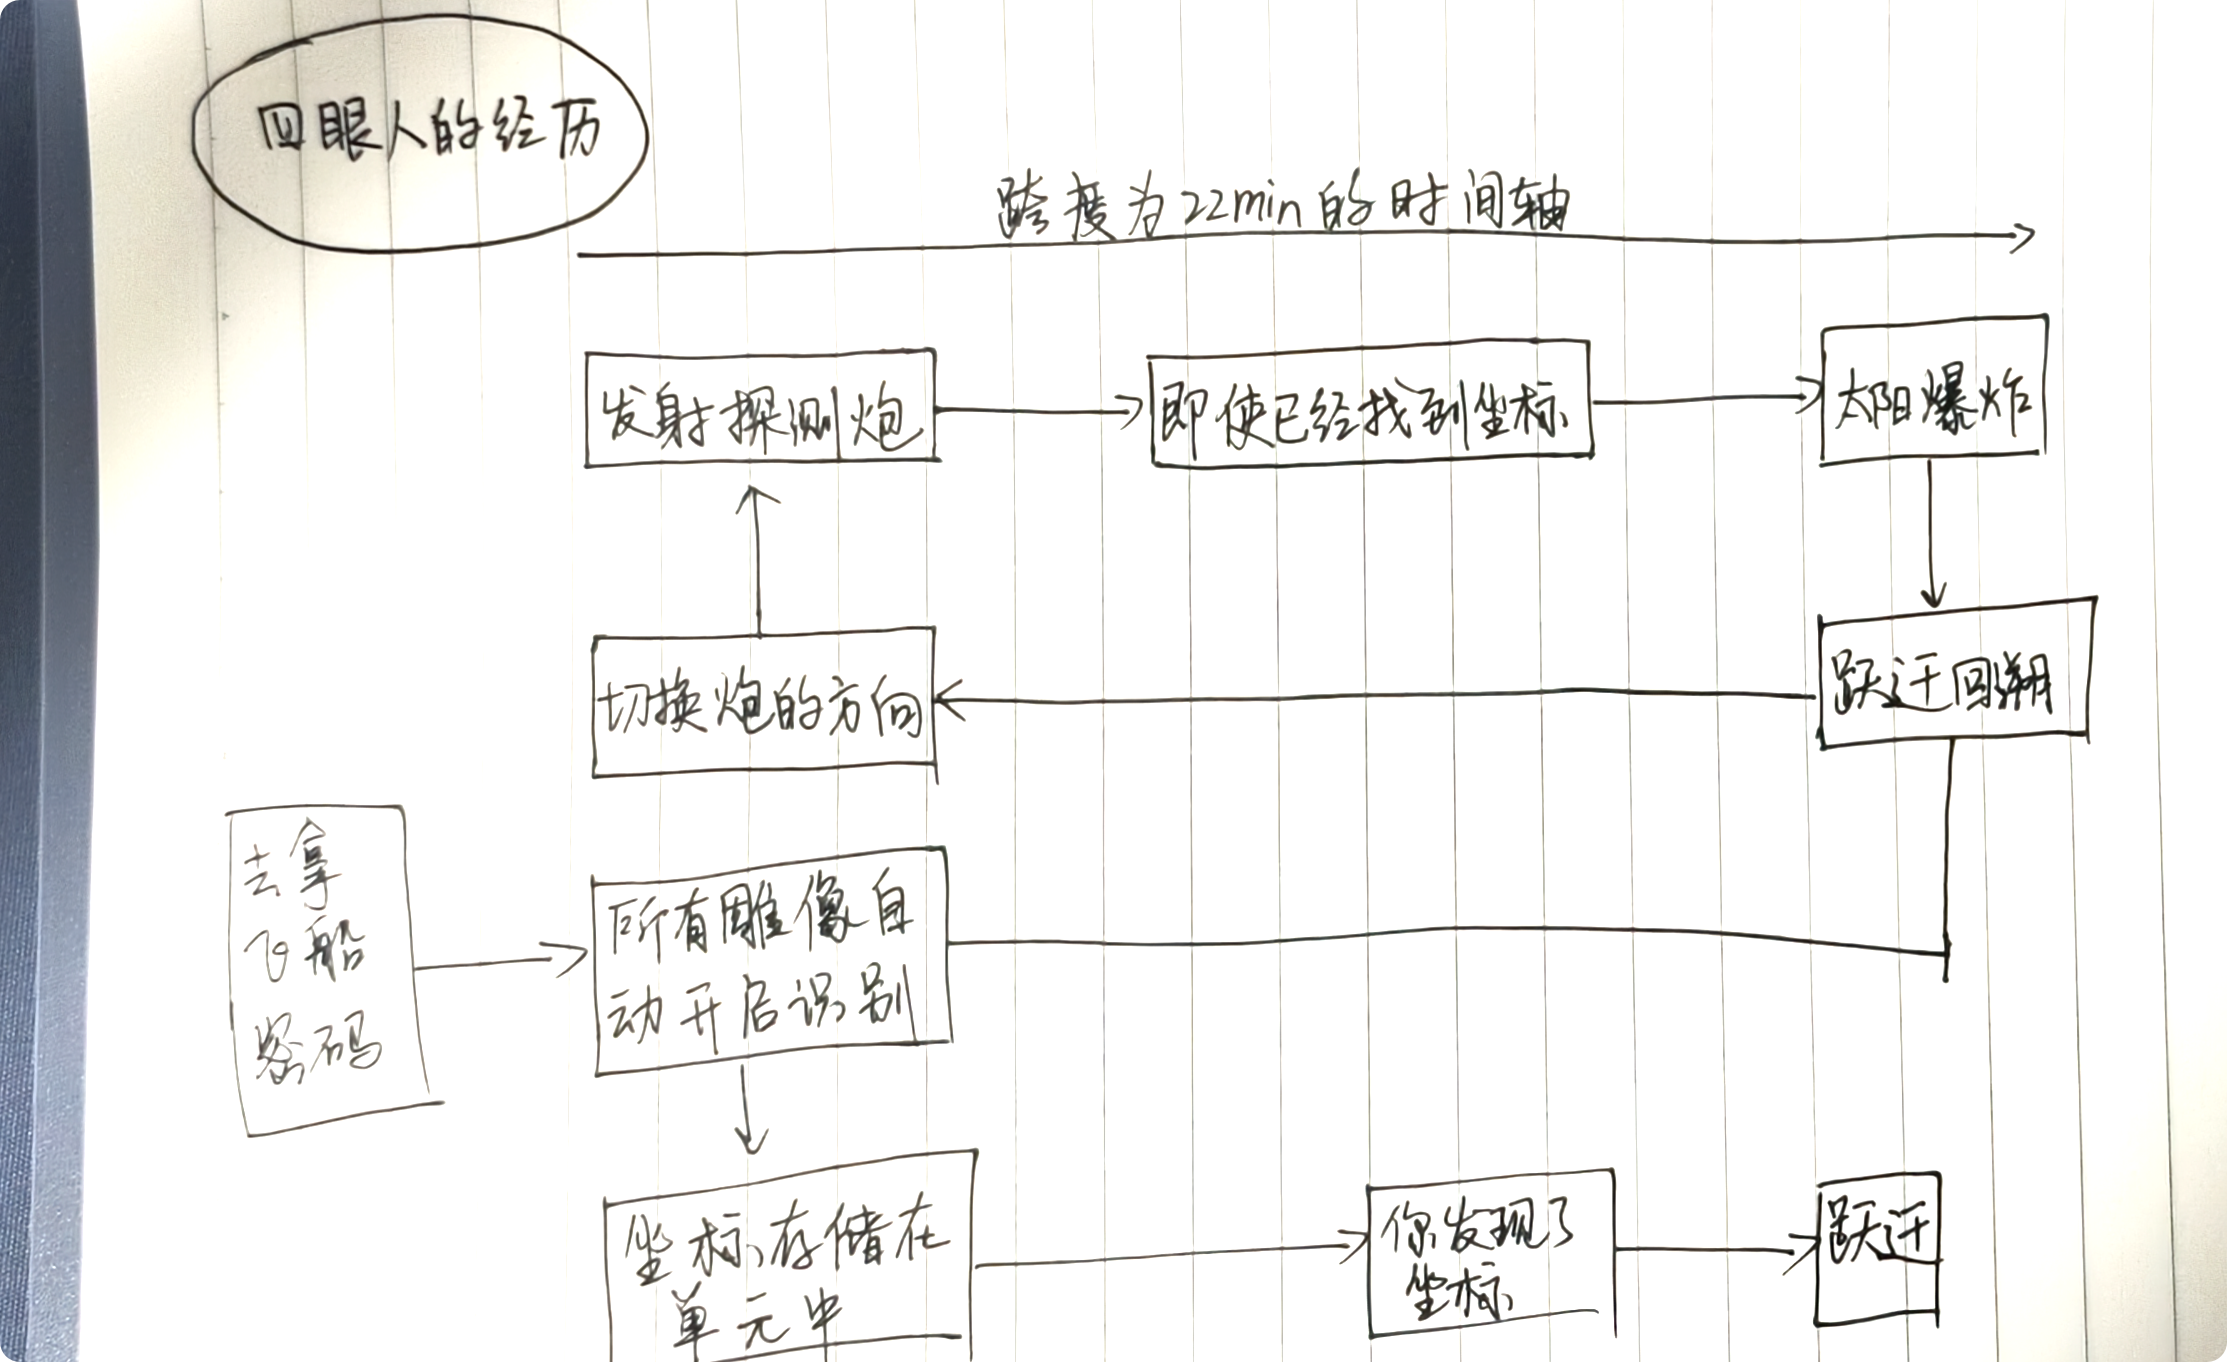 四眼人的经历
跨度为22min的时间轴
发射探测炮
即使已经找到坐标
太阳爆炸
切换炮的方向
跃迁回溯
去拿
飞船
密码
所有雕像自
动开启识别
坐标存储在
单元中
你发现了
坐标
跃迁